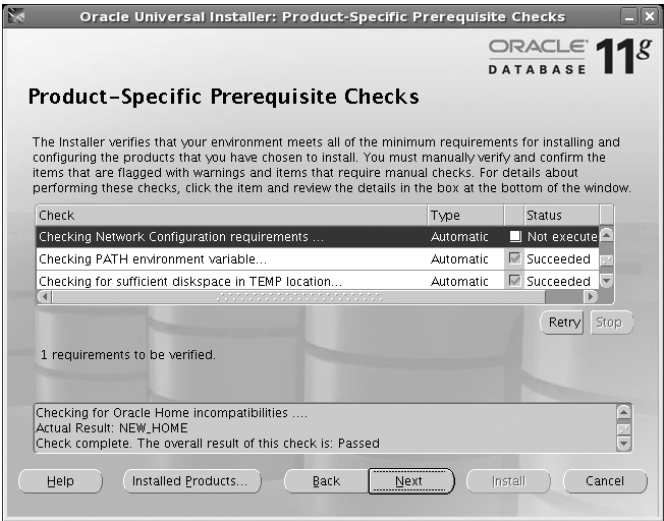 Oracle Universal Installer: Product-Specific Prerequisite Checks
ORACLE 11g
DATABASE
Product-Specific Prerequisite Checks
The Installer verifies that your environment meets all of the minimum requirements for installing and
configuring the products that you have chosen to install. You must manually verify and confirm the
items that are flagged with warnings and items that require manual checks. For details about
performing these checks, click the item and review the details in the box at the bottom of the window.
Check Type Status
Checking Network Configuration requirements ... Automatic Not execute
Checking PATH environment variable... Automatic Succeeded
Checking for sufficient diskspace in TEMP location... Automatic Succeeded
Retry Stop
1 requirements to be verified.
Checking for Oracle Home incompatibilities ....
Actual Result: NEW_HOME
Check complete. The overall result of this check is: Passed
Help Installed Products... Back Next Install Cancel